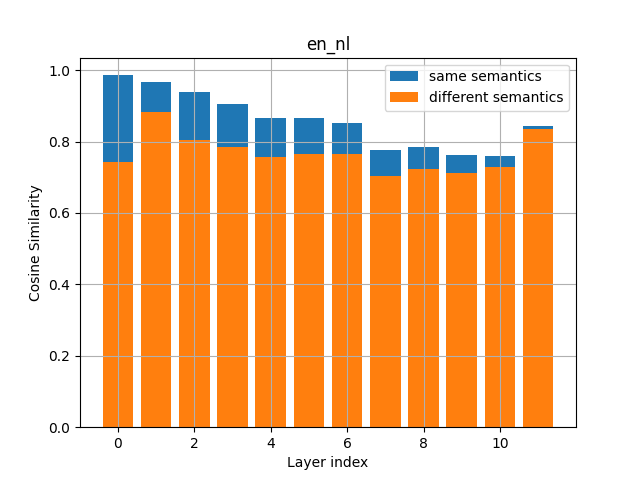 en_nl
same semantics
different semantics
Cosine Similarity
1.0
0.8
0.6
0.4
0.2
0.0
0 2 4 6 8 10
Layer index